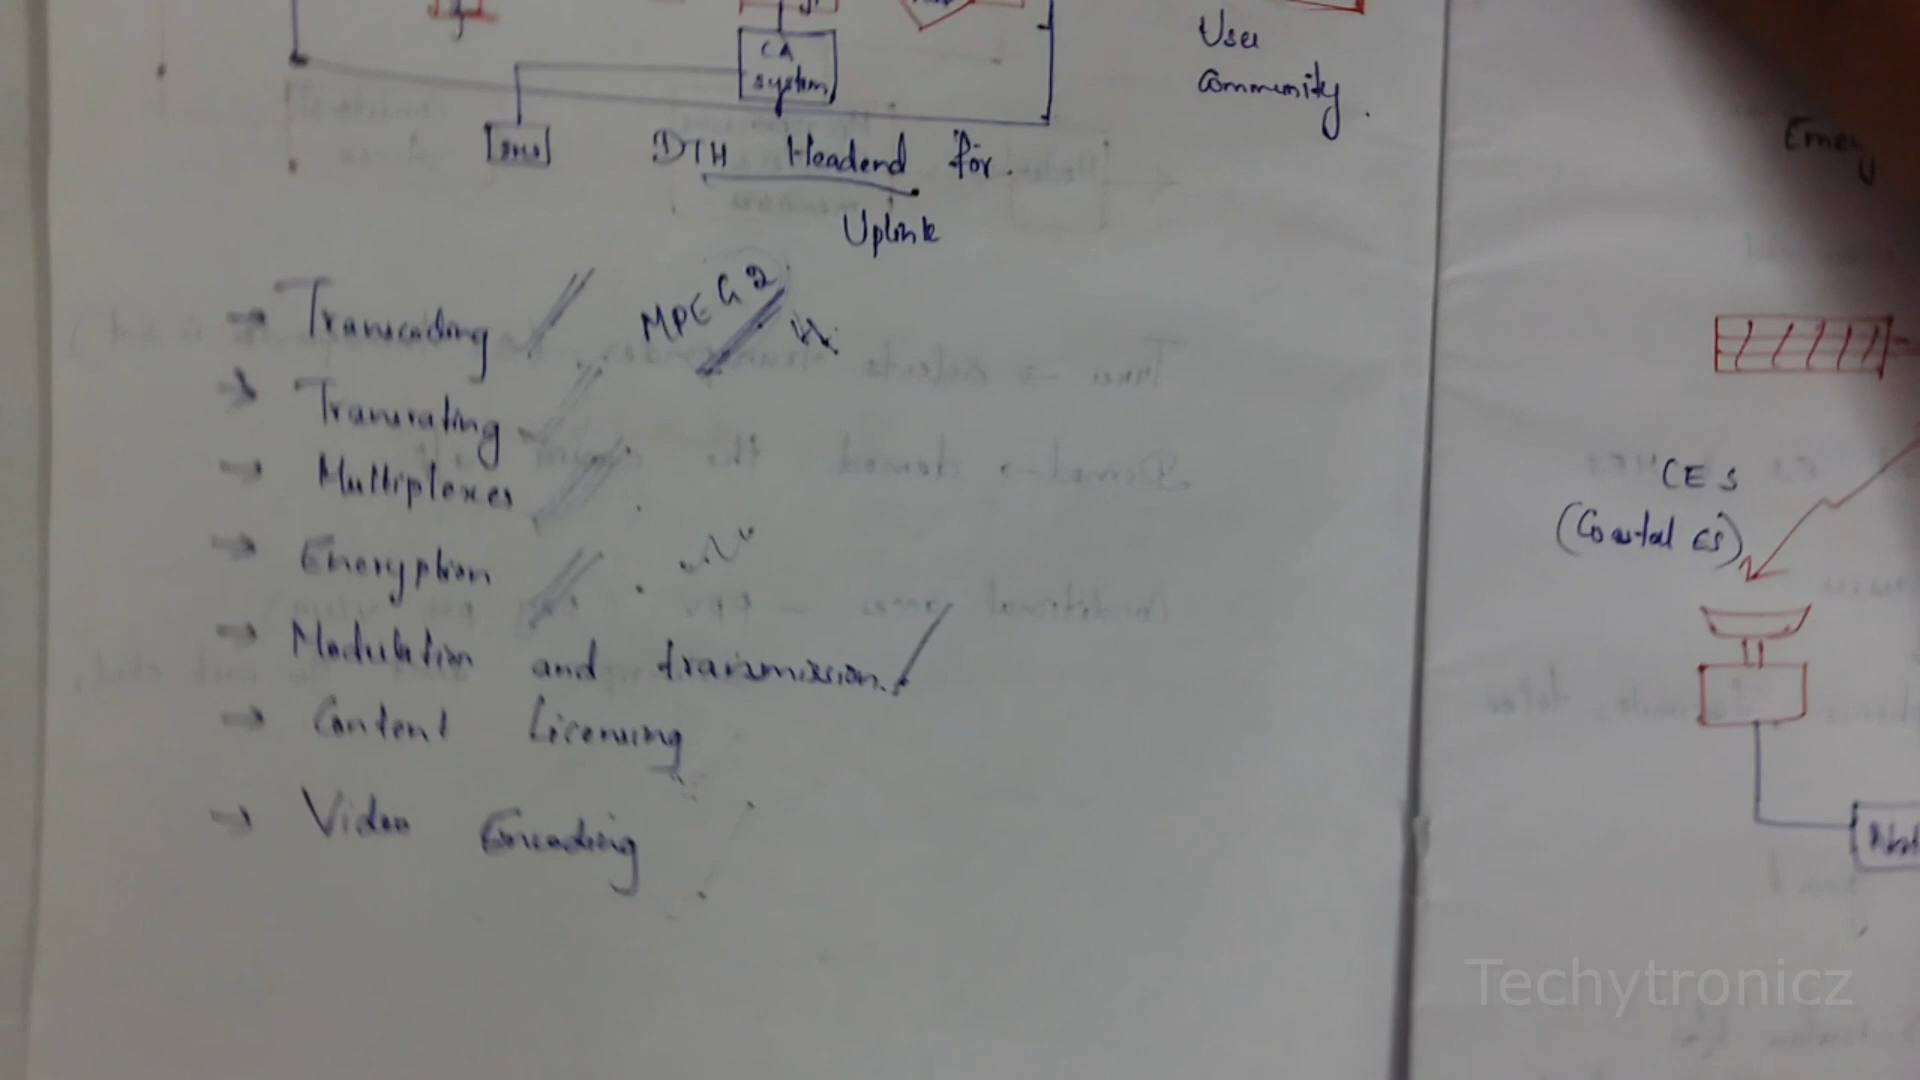 CA
system
User
Community.
DTH Headend for.
Uplink
→ Transcoding
MPEG 2
→ Transrating
→ Multiplexer
→ Encryption
→ Modulation and transmission.
→ Content Licensing
→ Video Encoding
CES
(Coastal ES)
Techytronicz